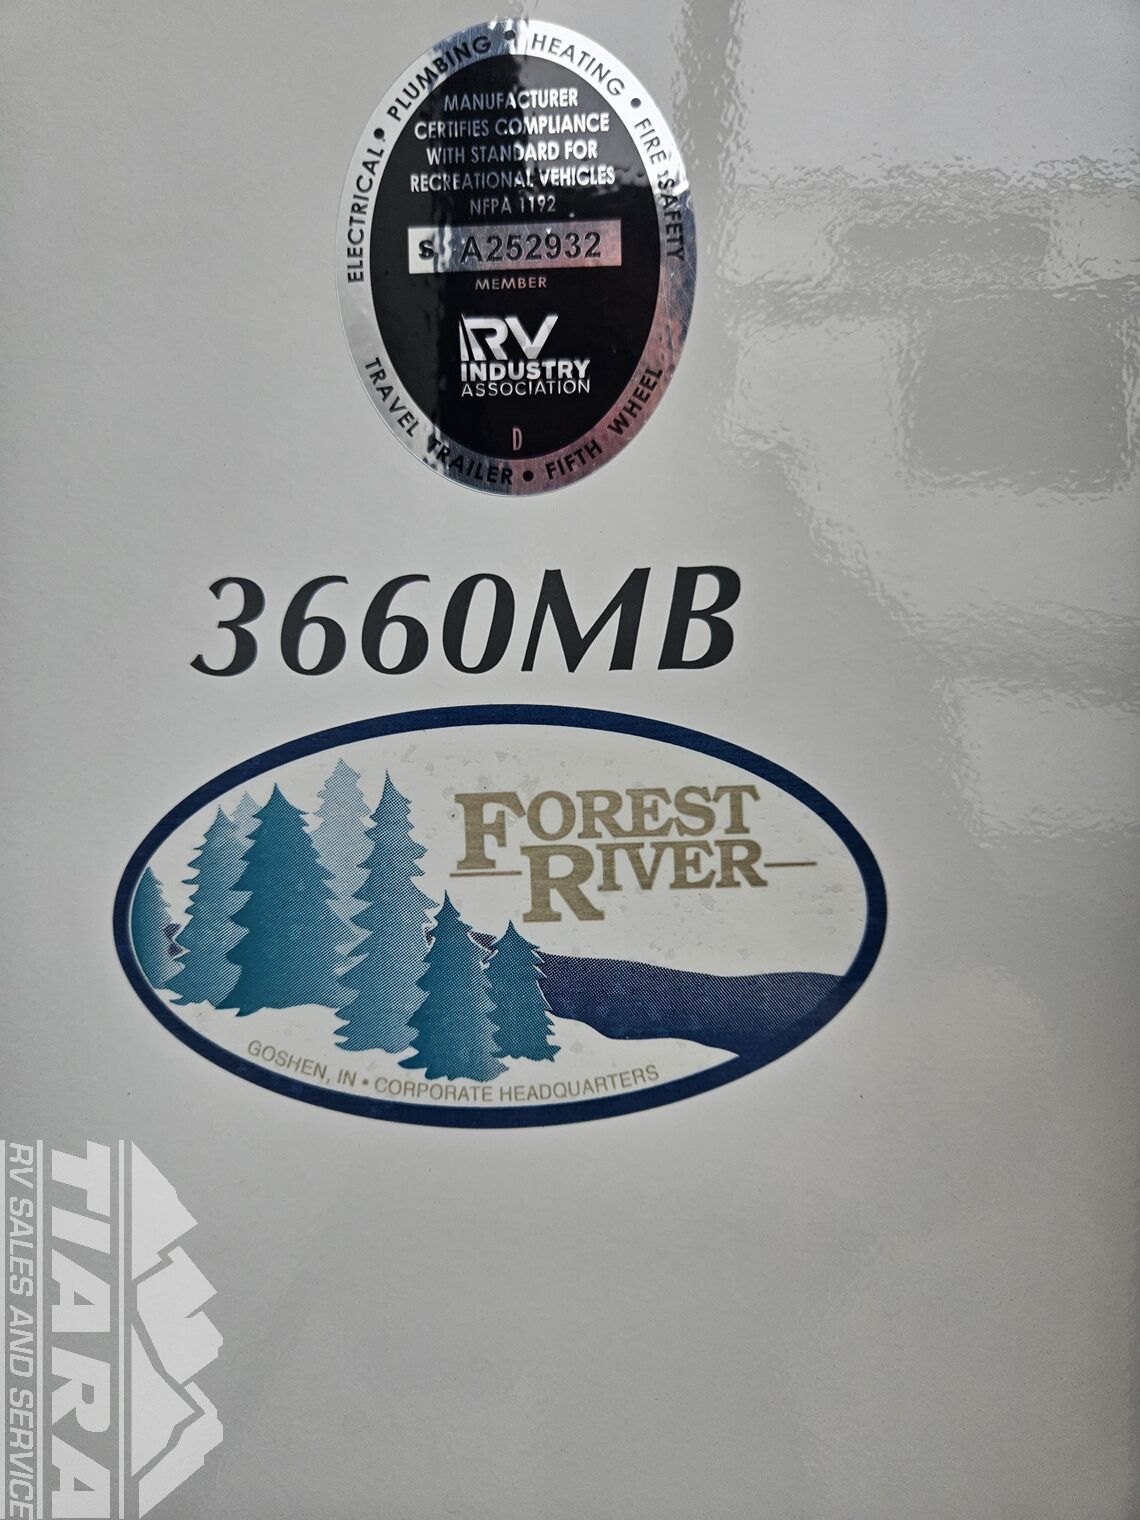 ELECTRICAL • PLUMBING • HEATING • FIRE SAFETY
MANUFACTURER
CERTIFIES COMPLIANCE
WITH STANDARD FOR
RECREATIONAL VEHICLES
NFPA 1192
S A252932
MEMBER
RV
INDUSTRY
ASSOCIATION
D
TRAVEL TRAILER • FIFTH WHEEL
3660MB
FOREST
RIVER
GOSHEN, IN • CORPORATE HEADQUARTERS
TIARA
RV SALES AND SERVICE